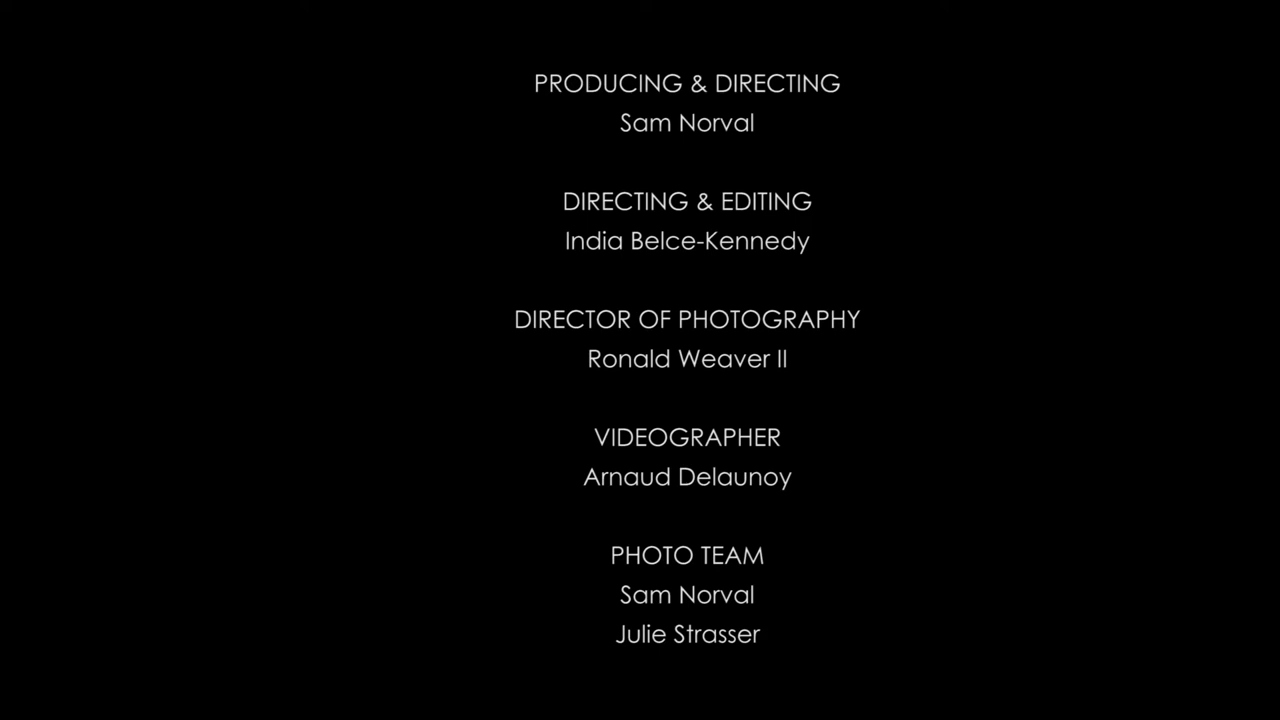 PRODUCING & DIRECTING
Sam Norval
DIRECTING & EDITING
India Belce-Kennedy
DIRECTOR OF PHOTOGRAPHY
Ronald Weaver II
VIDEOGRAPHER
Arnaud Delaunoy
PHOTO TEAM
Sam Norval
Julie Strasser